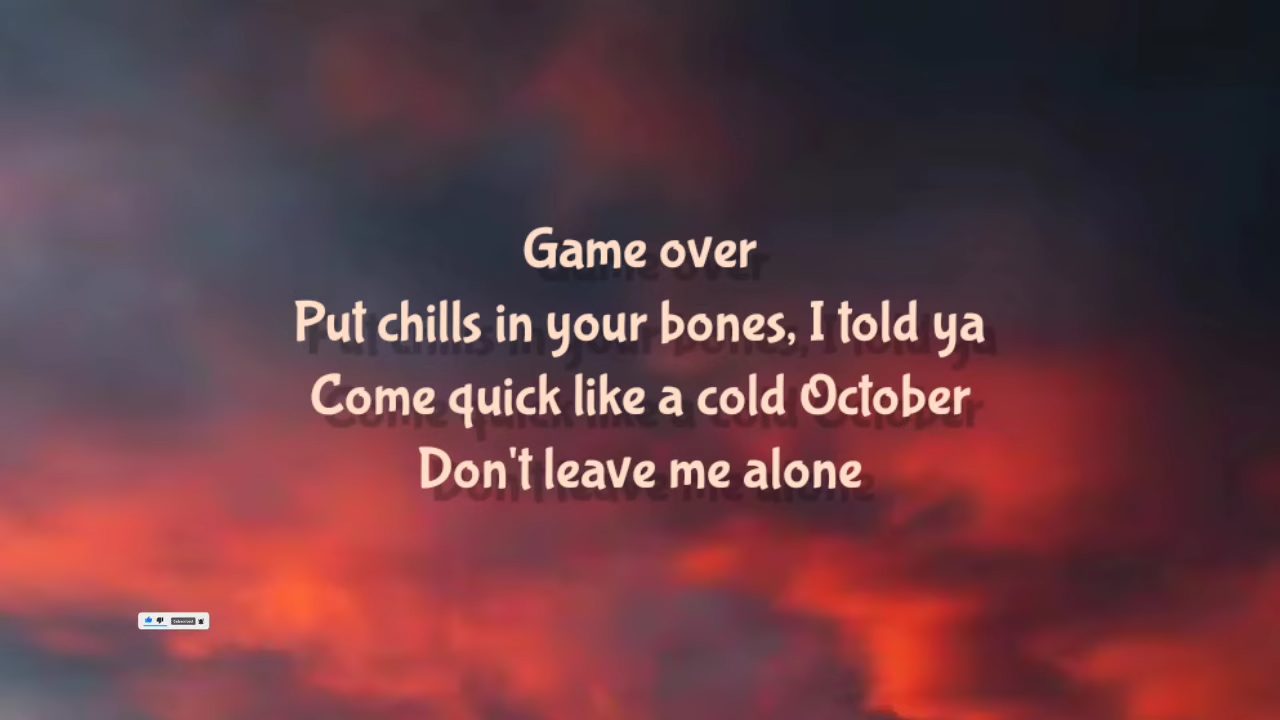 Game over
Put chills in your bones, I told ya
Come quick like a cold October
Don't leave me alone